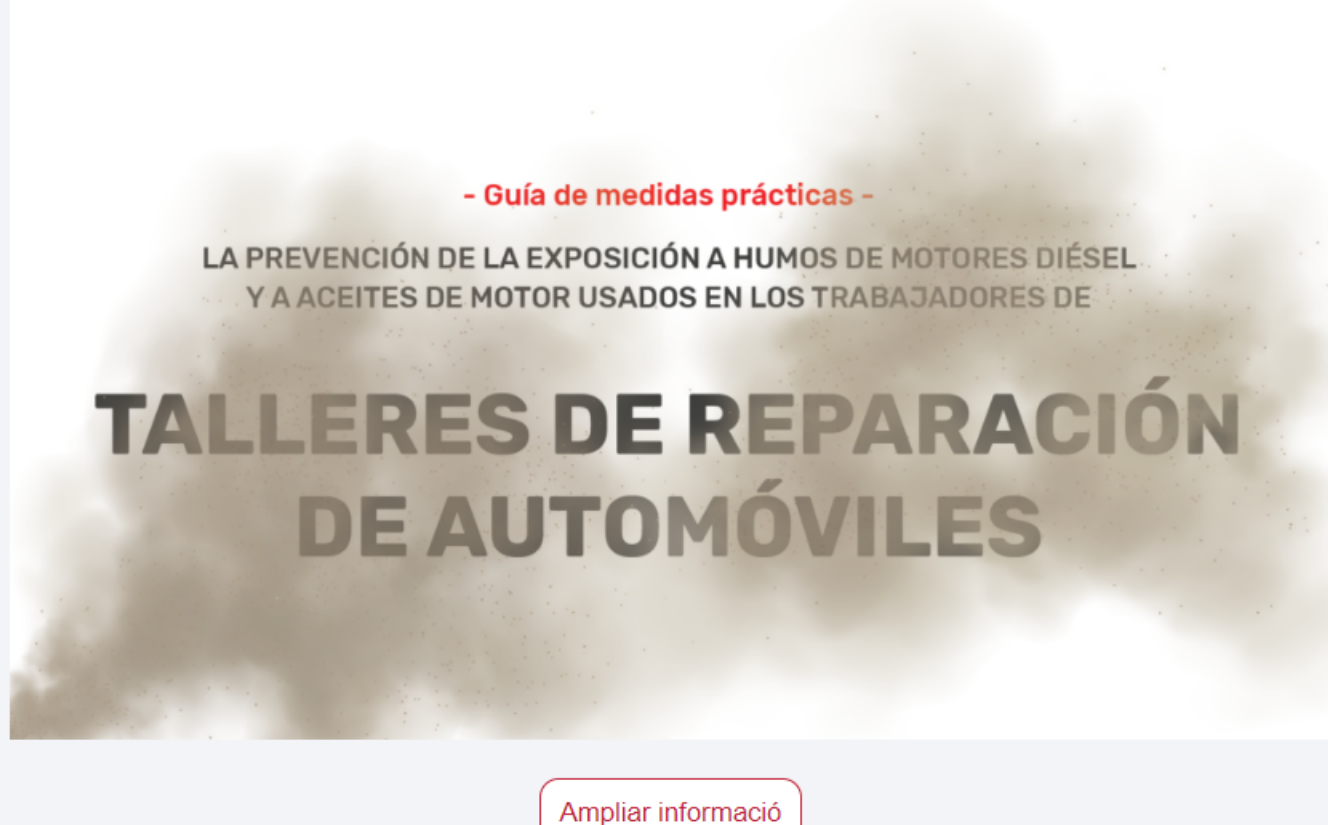 - Guía de medidas prácticas -
LA PREVENCIÓN DE LA EXPOSICIÓN A HUMOS DE MOTORES DIÉSEL
Y A ACEITES DE MOTOR USADOS EN LOS TRABAJADORES DE
TALLERES DE REPARACIÓN
DE AUTOMÓVILES
Ampliar informació